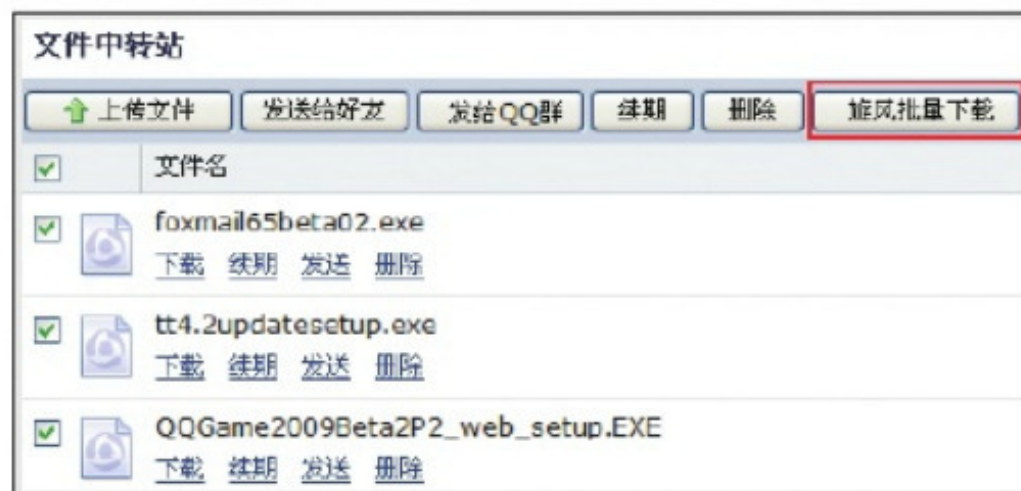 文件中转站
上传文件 发送给好友 发给QQ群 续期 删除 旋风批量下载
文件名
foxmail65beta02.exe
下载 续期 发送 删除
tt4.2updatesetup.exe
下载 续期 发送 删除
QQGame2009Beta2P2_web_setup.EXE
下载 续期 发送 删除